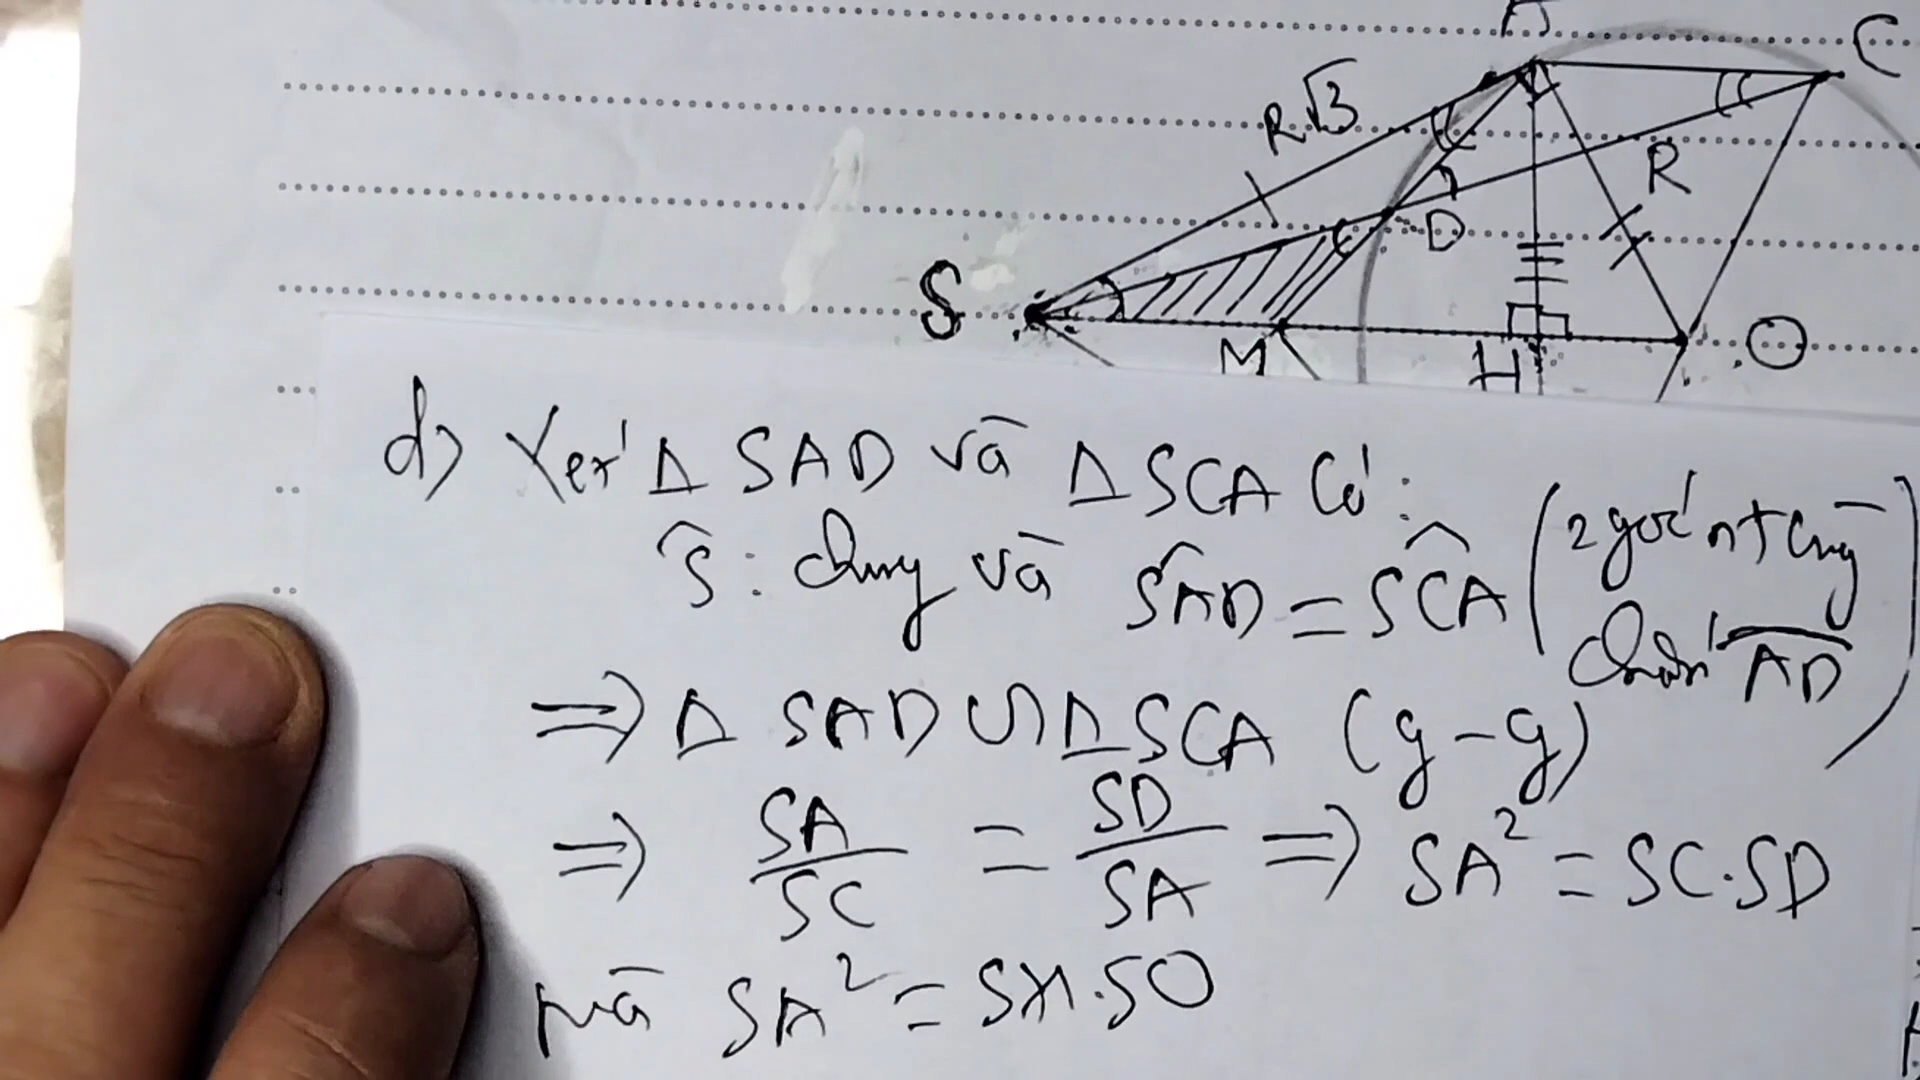 A
C
R√3
R
D
S
M
H
O
d) Xét Δ SAD và Δ SCA có:
Ŝ: chung và SAD̂ = SCÂ (2 góc nt cùng chắn AD)
=> Δ SAD ∽ Δ SCA (g-g)
=> SA/SC = SD/SA => SA² = SC.SD
mà SA² = SH.SO